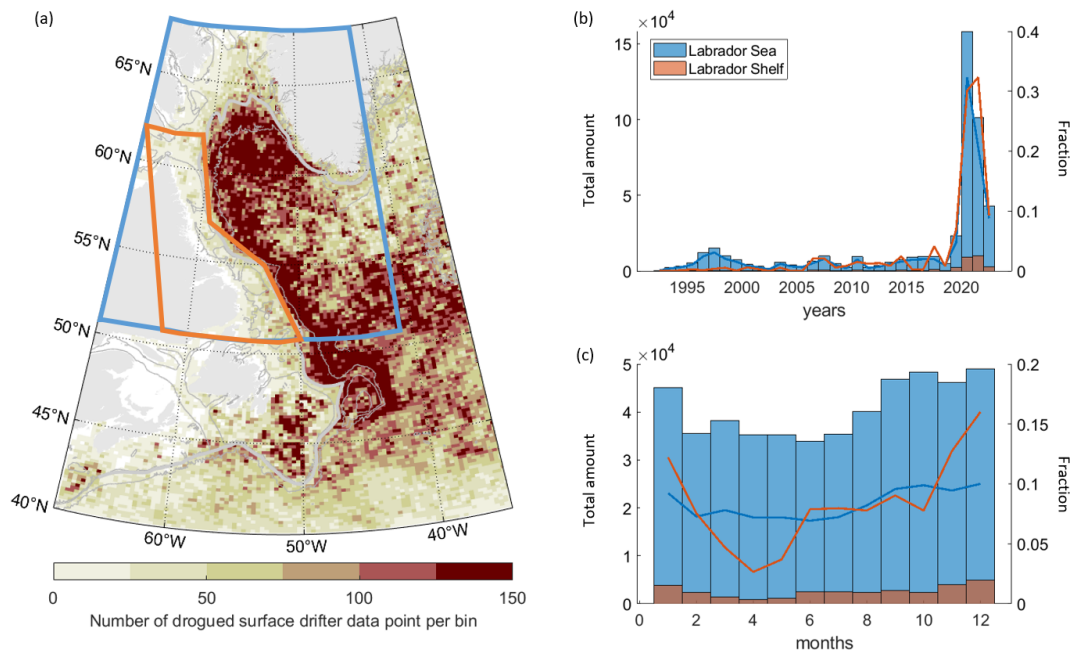 (a)
65°N
60°N
55°N
50°N
45°N
40°N
60°W
50°W
40°W
0
50
100
150
Number of drogued surface drifter data point per bin
(b)
×10⁴
Labrador Sea
Labrador Shelf
15
10
5
0
Total amount
0.4
0.3
0.2
0.1
0
Fraction
1995 2000 2005 2010 2015 2020
years
(c)
×10⁴
5
4
3
2
1
0
Total amount
0.2
0.15
0.1
0.05
0
Fraction
0 2 4 6 8 10 12
months